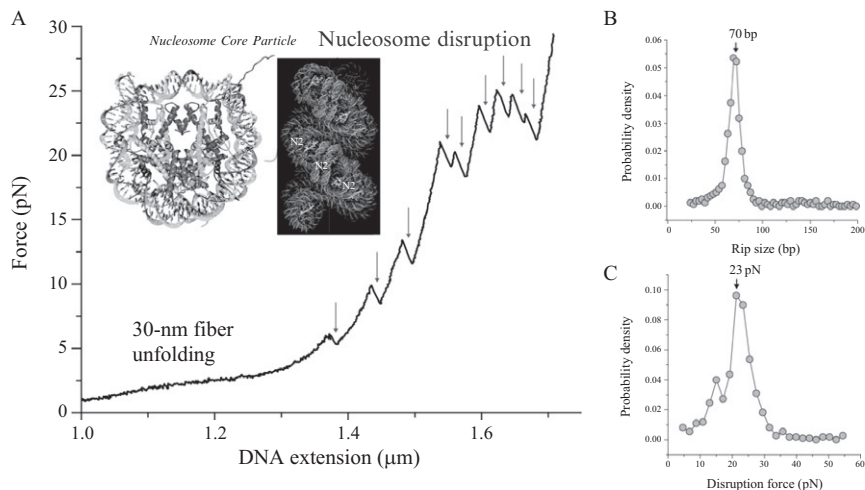 A
Nucleosome Core Particle
Nucleosome disruption
N2
N2
N2
30-nm fiber
unfolding
Force (pN)
30
25
20
15
10
5
0
1.0
1.2
1.4
1.6
DNA extension (μm)
B
70 bp
Probability density
0.06
0.05
0.04
0.03
0.02
0.01
0.00
0
50
100
150
200
Rip size (bp)
C
23 pN
Probability density
0.10
0.08
0.06
0.04
0.02
0.00
0
10
20
30
40
50
60
Disruption force (pN)